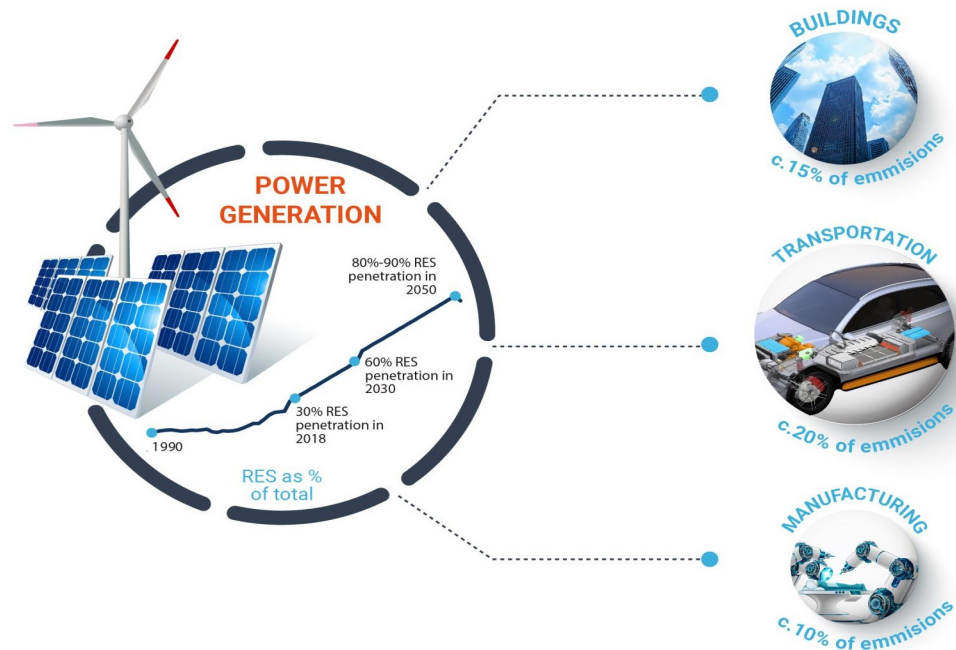 POWER
GENERATION
80%-90% RES
penetration in
2050
60% RES
penetration in
2030
30% RES
penetration in
2018
. 1990
RES as %
of total
BUILDINGS
c.15% of emmisions
TRANSPORTATION
c.20% of emmisions
MANUFACTURING
c.10% of emmisions